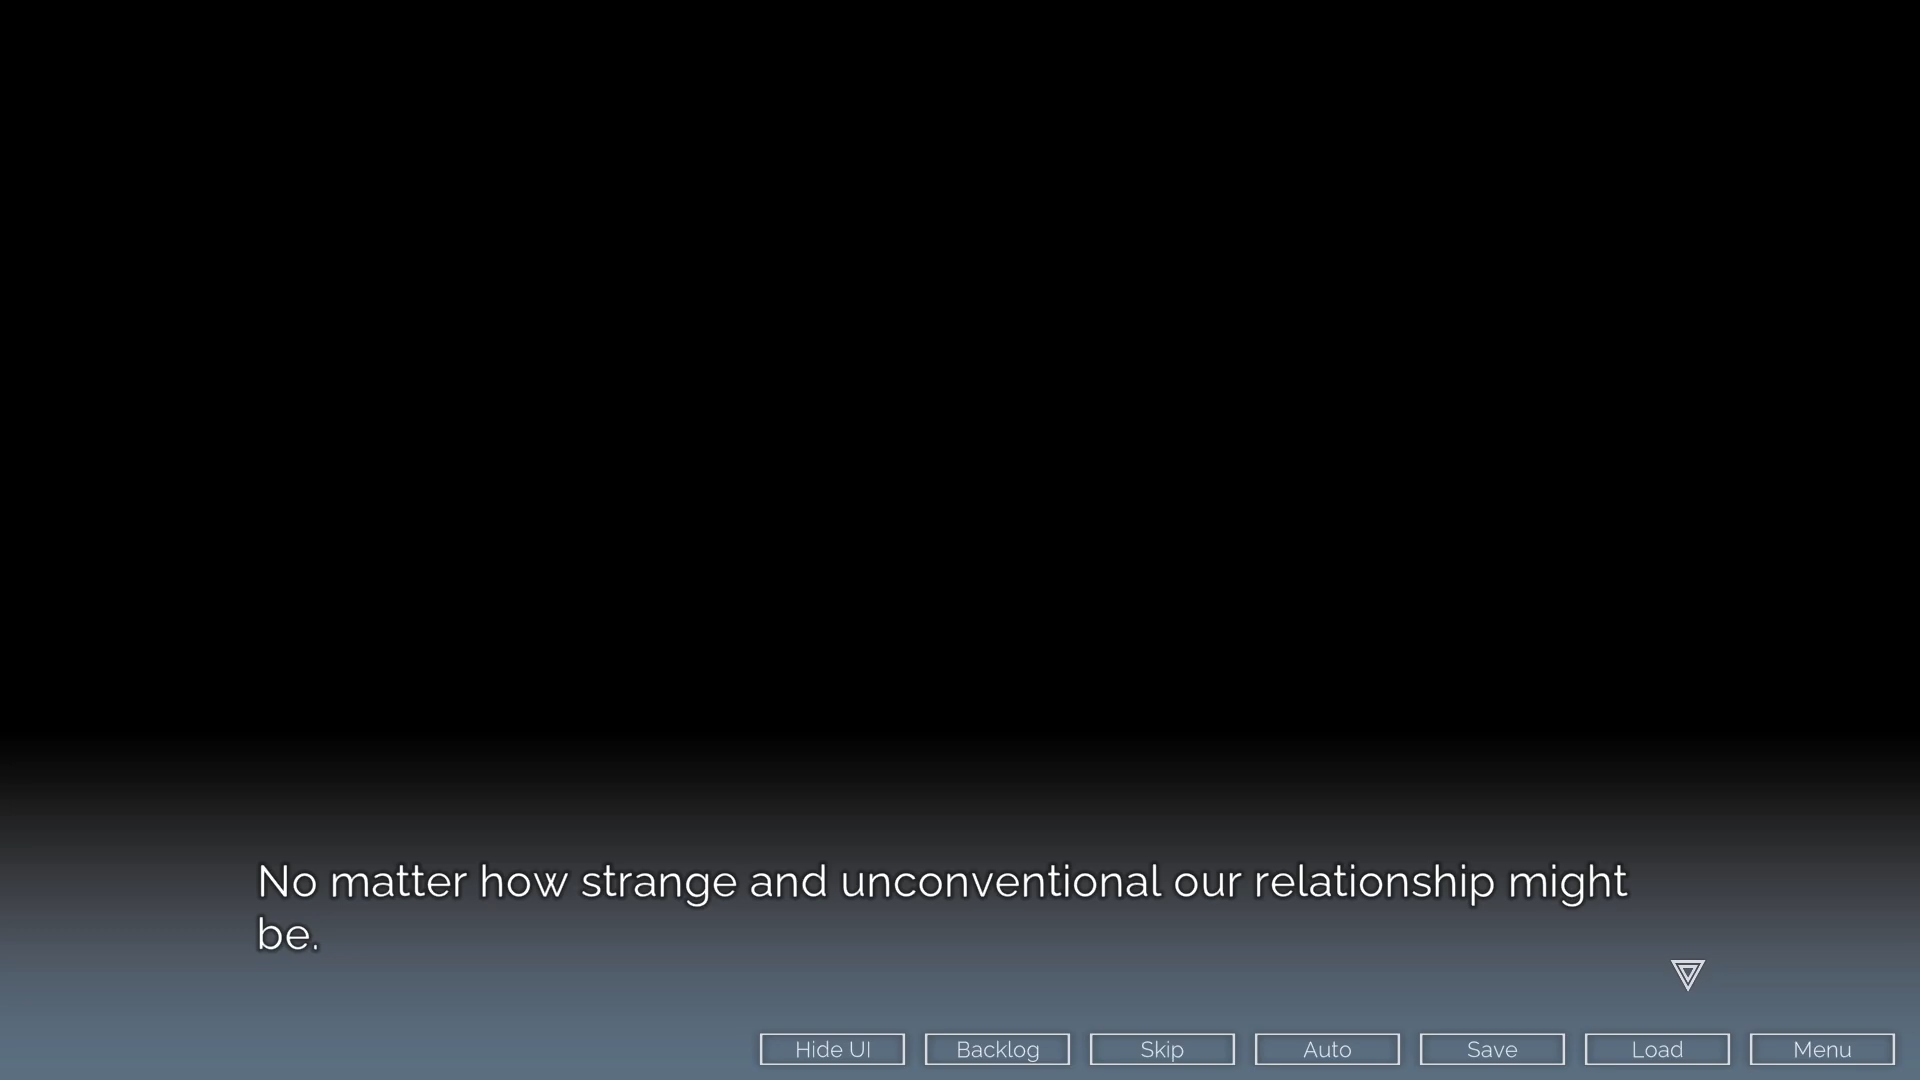 No matter how strange and unconventional our relationship might
be.
Hide UI
Backlog
Skip
Auto
Save
Load
Menu